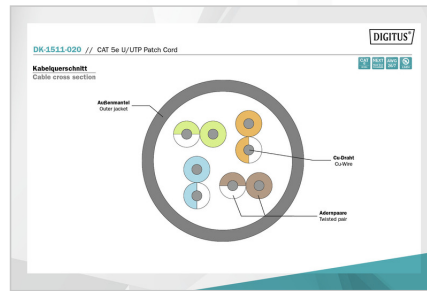 DIGITUS®
DK-1511-020 // CAT 5e U/UTP Patch Cord
Kabelquerschnitt
Cable cross section
Außenmantel
Outer jacket
Cu-Draht
Cu-Wire
Adernpaare
Twisted pair